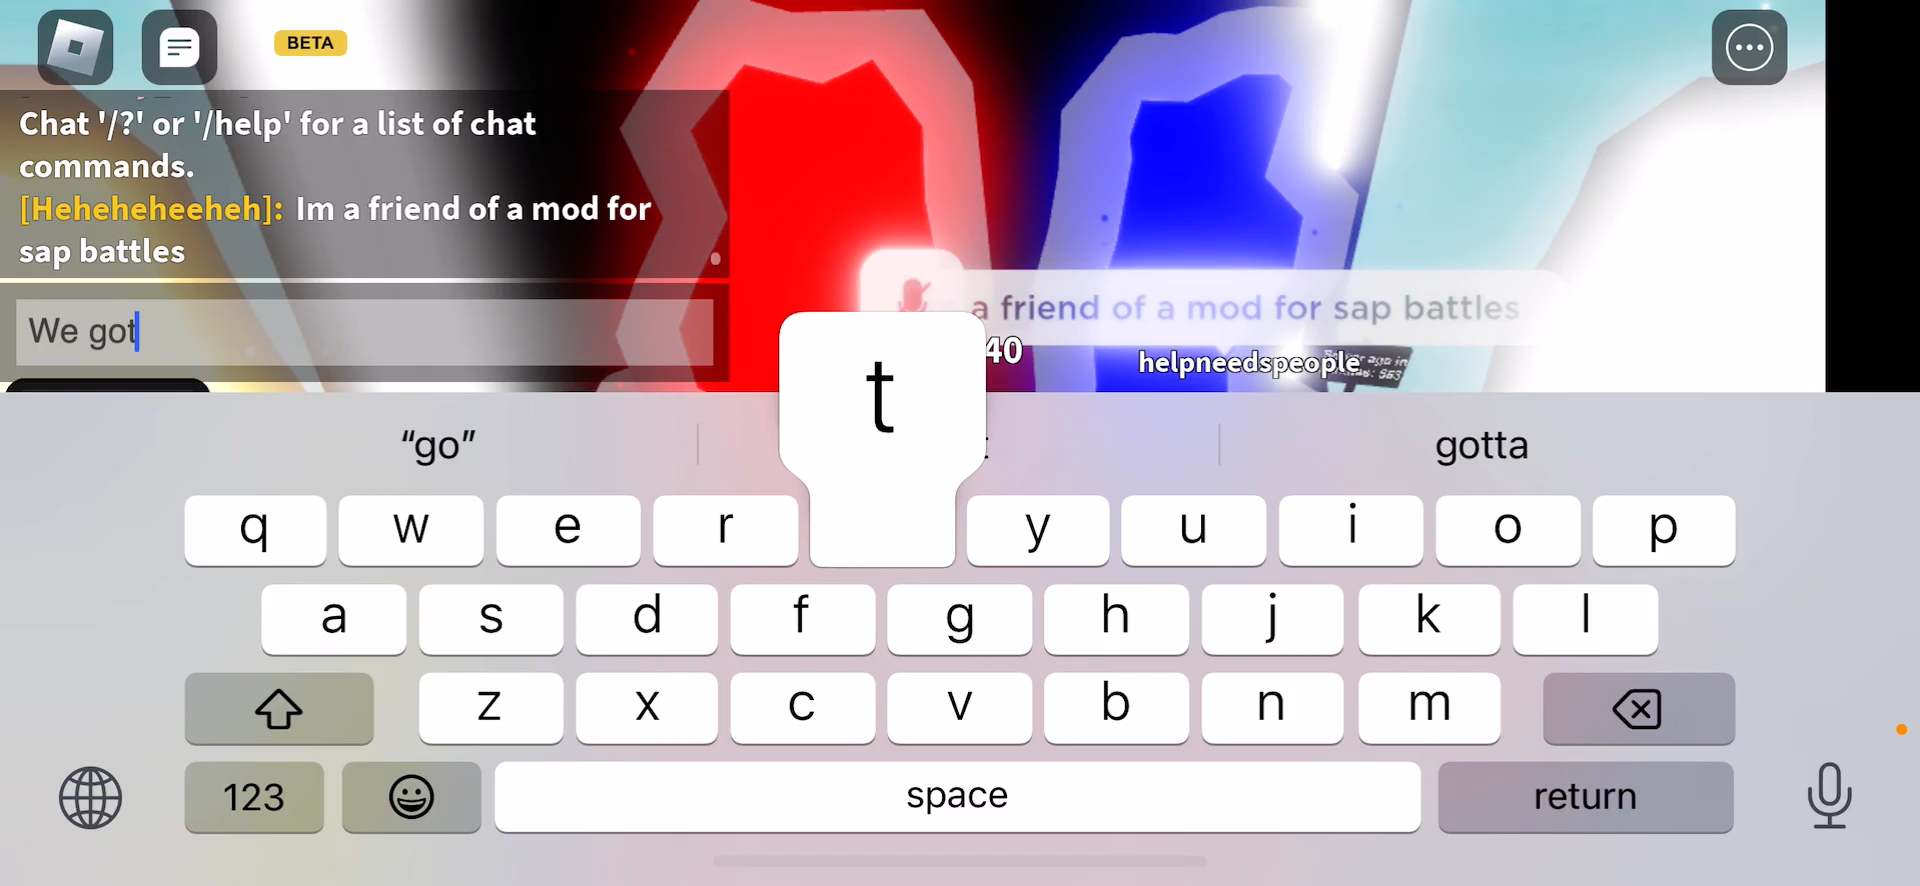 BETA
Chat '/?' or '/help' for a list of chat
commands.
[Heheheheeheh]: Im a friend of a mod for
sap battles
We got
a friend of a mod for sap battles
40
helpneedspeople
t
“go”
gotta
q w e r y u i o p
a s d f g h j k l
z x c v b n m
123
space
return